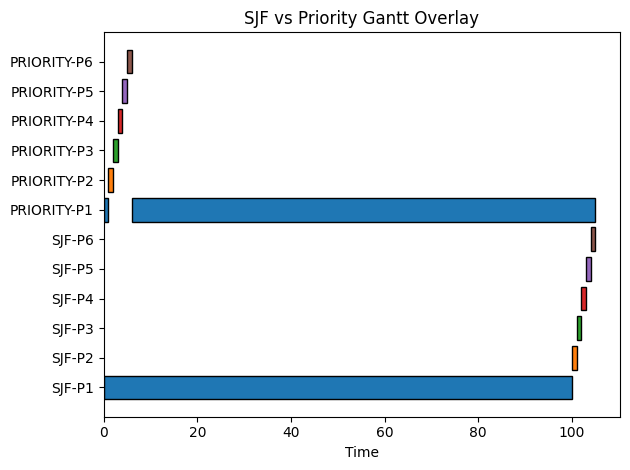 SJF vs Priority Gantt Overlay
PRIORITY-P6
PRIORITY-P5
PRIORITY-P4
PRIORITY-P3
PRIORITY-P2
PRIORITY-P1
SJF-P6
SJF-P5
SJF-P4
SJF-P3
SJF-P2
SJF-P1
0 20 40 60 80 100
Time